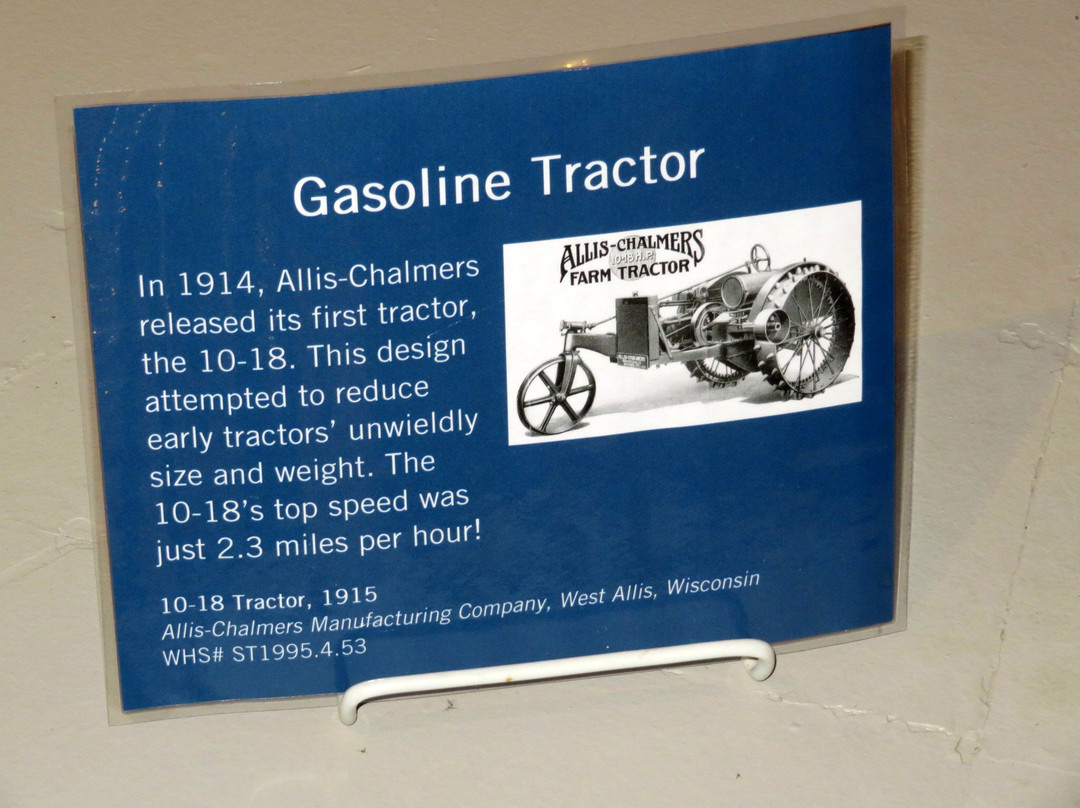 Gasoline Tractor
In 1914, Allis-Chalmers
released its first tractor,
the 10-18. This design
attempted to reduce
early tractors' unwieldly
size and weight. The
10-18's top speed was
just 2.3 miles per hour!
ALLIS-CHALMERS
10-18 H.P.
FARM TRACTOR
10-18 Tractor, 1915
Allis-Chalmers Manufacturing Company, West Allis, Wisconsin
WHS# ST1995.4.53